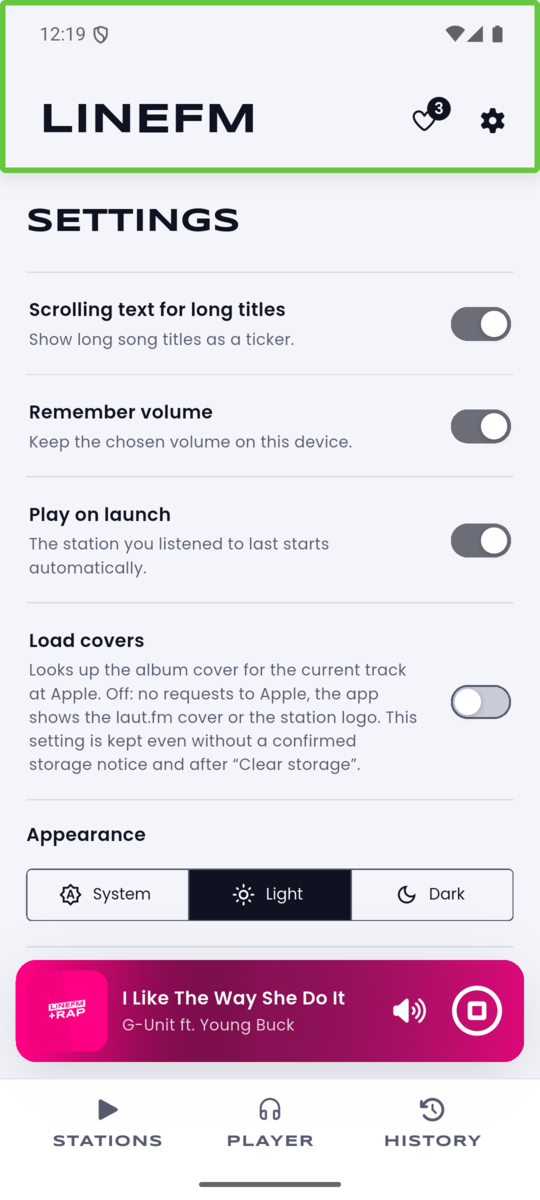 12:19
LINEFM
3
SETTINGS
Scrolling text for long titles
Show long song titles as a ticker.
Remember volume
Keep the chosen volume on this device.
Play on launch
The station you listened to last starts
automatically.
Load covers
Looks up the album cover for the current track
at Apple. Off: no requests to Apple, the app
shows the laut.fm cover or the station logo. This
setting is kept even without a confirmed
storage notice and after “Clear storage”.
Appearance
A System
Light
Dark
LINEFM
+RAP
I Like The Way She Do It
G-Unit ft. Young Buck
STATIONS
PLAYER
HISTORY